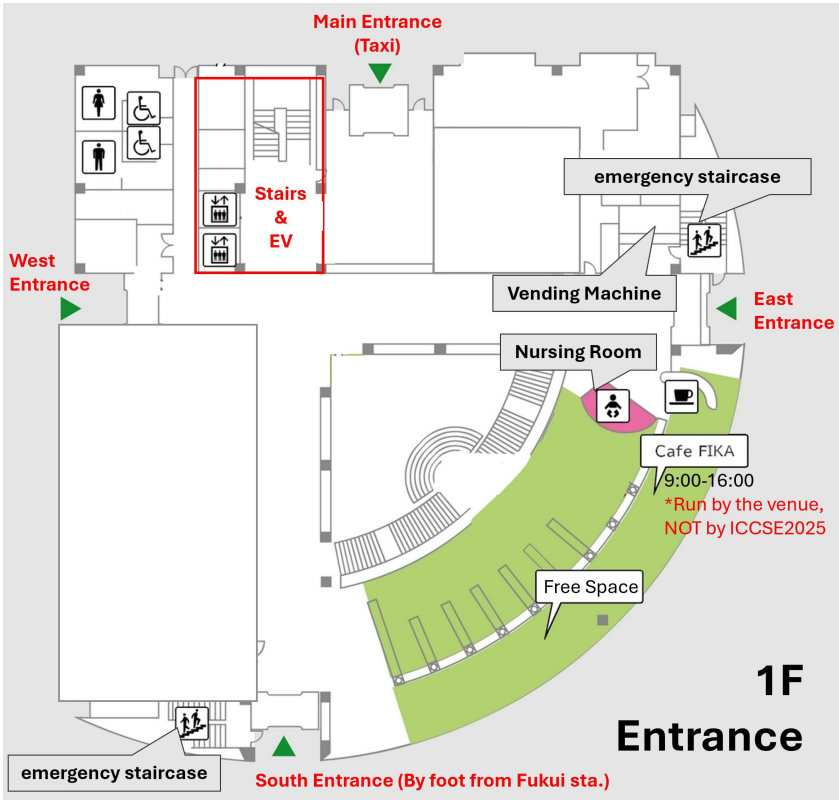 Main Entrance
(Taxi)
emergency staircase
Stairs
&
EV
West
Entrance
Vending Machine
East
Entrance
Nursing Room
Cafe FIKA
9:00-16:00
*Run by the venue,
NOT by ICCSE2025
Free Space
1F
Entrance
emergency staircase
South Entrance (By foot from Fukui sta.)